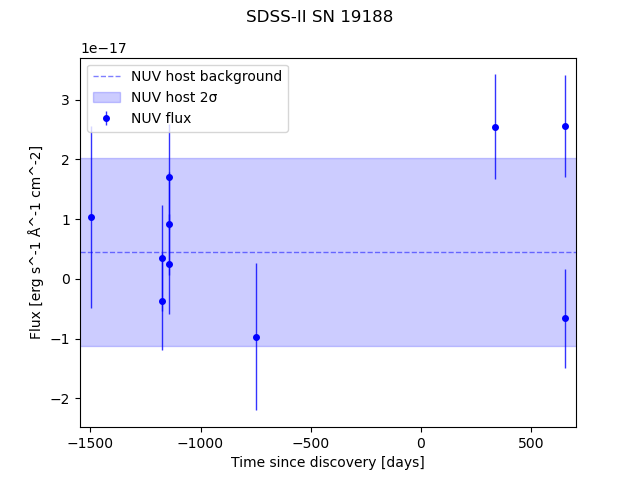 SDSS-II SN 19188
1e−17
NUV host background
NUV host 2σ
NUV flux
3
2
1
0
−1
−2
Flux [erg s^-1 Å^-1 cm^-2]
−1500
−1000
−500
0
500
Time since discovery [days]